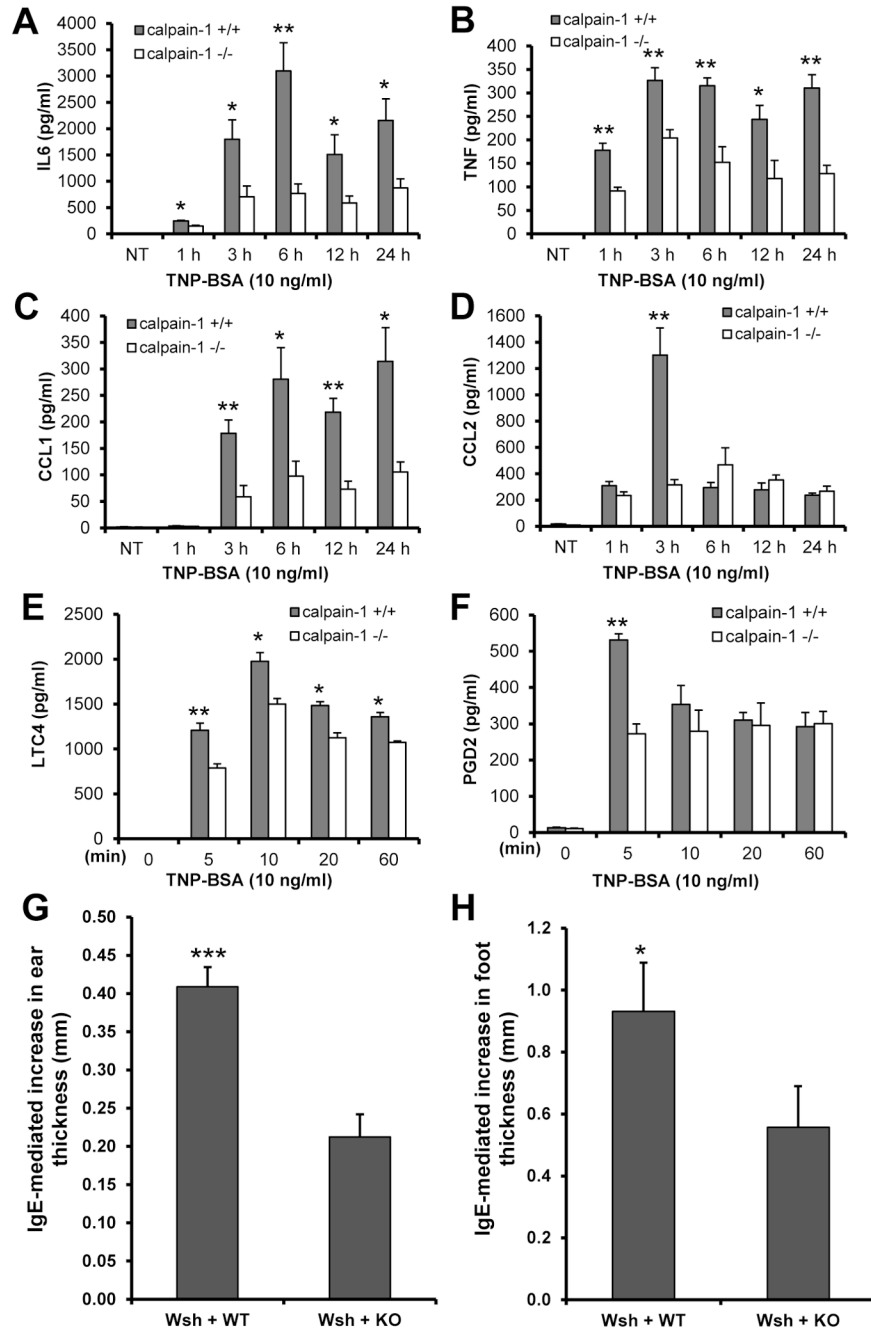 A
calpain-1 +/+
calpain-1 -/-
IL6 (pg/ml)
4000
3500
3000
2500
2000
1500
1000
500
0
*
*
**
*
*
NT 1 h 3 h 6 h 12 h 24 h
TNP-BSA (10 ng/ml)
B
calpain-1 +/+
calpain-1 -/-
TNF (pg/ml)
400
350
300
250
200
150
100
50
0
**
**
**
*
**
NT 1 h 3 h 6 h 12 h 24 h
TNP-BSA (10 ng/ml)
C
calpain-1 +/+
calpain-1 -/-
CCL1 (pg/ml)
400
350
300
250
200
150
100
50
0
**
*
**
*
NT 1 h 3 h 6 h 12 h 24 h
TNP-BSA (10 ng/ml)
D
calpain-1 +/+
calpain-1 -/-
CCL2 (pg/ml)
1600
1400
1200
1000
800
600
400
200
0
**
NT 1 h 3 h 6 h 12 h 24 h
TNP-BSA (10 ng/ml)
E
calpain-1 +/+
calpain-1 -/-
LTC4 (pg/ml)
2500
2000
1500
1000
500
0
**
*
*
*
(min) 0 5 10 20 60
TNP-BSA (10 ng/ml)
F
calpain-1 +/+
calpain-1 -/-
PGD2 (pg/ml)
600
500
400
300
200
100
0
**
(min) 0 5 10 20 60
TNP-BSA (10 ng/ml)
G
IgE-mediated increase in ear
thickness (mm)
0.50
0.45
0.40
0.35
0.30
0.25
0.20
0.15
0.10
0.05
0.00
***
Wsh + WT Wsh + KO
H
IgE-mediated increase in foot
thickness (mm)
1.2
1.0
0.8
0.6
0.4
0.2
0.0
*
Wsh + WT Wsh + KO